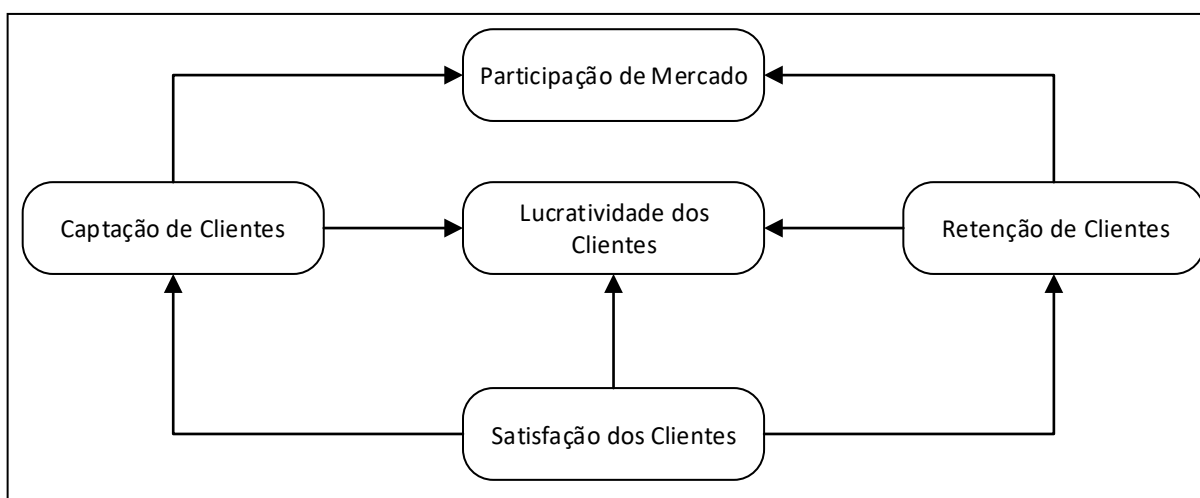 Participação de Mercado
Captação de Clientes
Lucratividade dos
Clientes
Retenção de Clientes
Satisfação dos Clientes